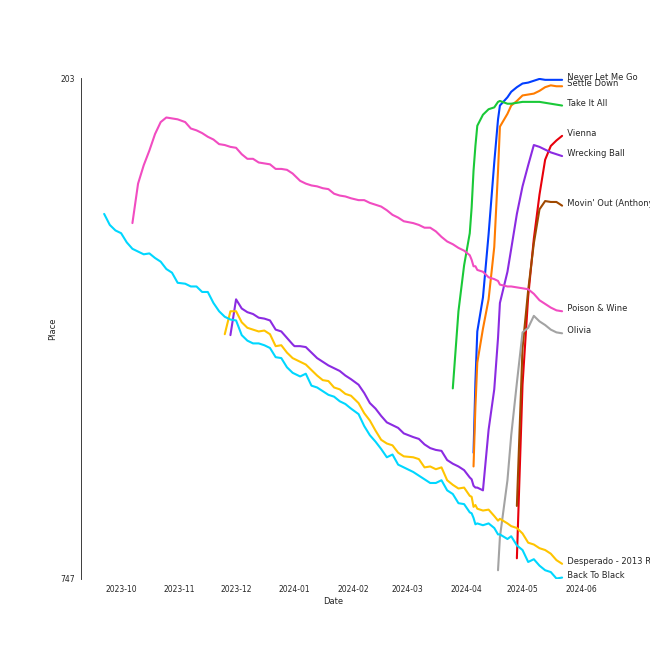 203
Never Let Me Go
Settle Down
Take It All
Vienna
Wrecking Ball
Movin' Out (Anthony
Place
Poison & Wine
Olivia
Desperado - 2013 R
Back To Black
747
2023-10 2023-11 2023-12 2024-01 2024-02 2024-03 2024-04 2024-05 2024-06
Date